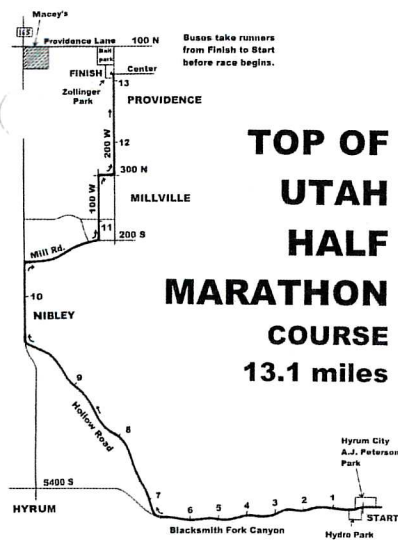 Macey's
165
Providence Lane
100 N
Ball
park
Buses take runners
from Finish to Start
before race begins.
FINISH
Center
Zollinger
Park
13
PROVIDENCE
200 W
12
300 N
100 W
MILLVILLE
11
200 S
Mill Rd.
10
NIBLEY
TOP OF
UTAH
HALF
MARATHON
COURSE
13.1 miles
9
Hollow Road
8
Hyrum City
A.J. Peterson
Park
5400 S
7
6
5
4
3
2
1
HYRUM
START
Blacksmith Fork Canyon
Hydro Park